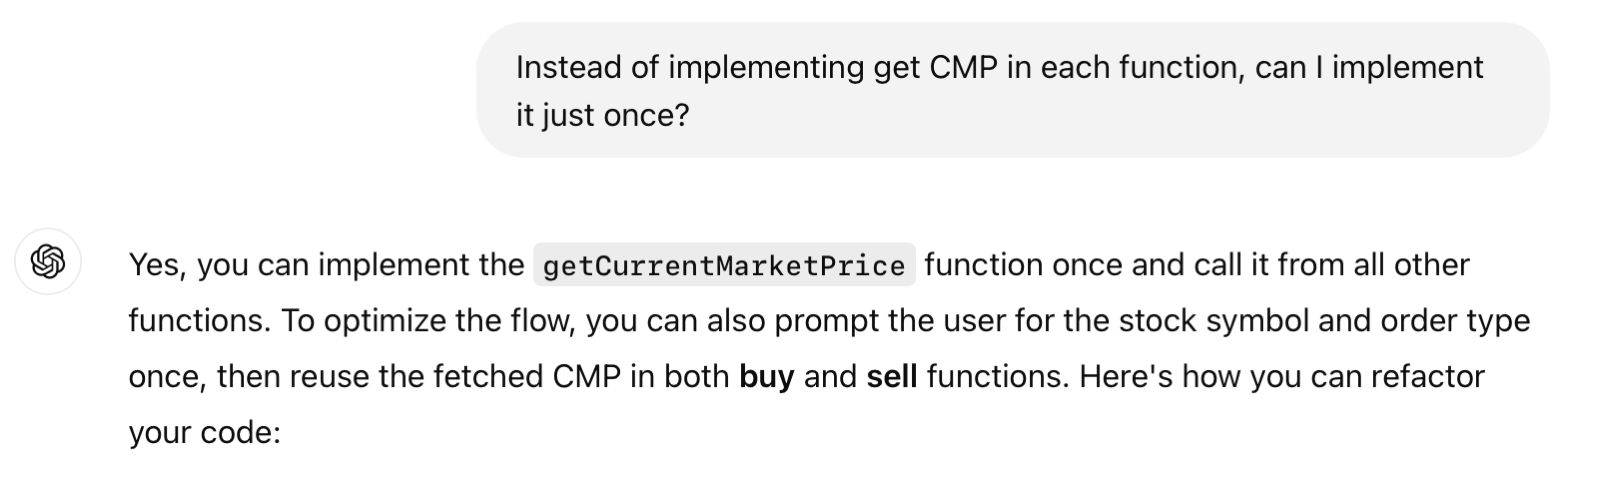 Instead of implementing get CMP in each function, can I implement
it just once?
Yes, you can implement the getCurrentMarketPrice function once and call it from all other
functions. To optimize the flow, you can also prompt the user for the stock symbol and order type
once, then reuse the fetched CMP in both buy and sell functions. Here's how you can refactor
your code: